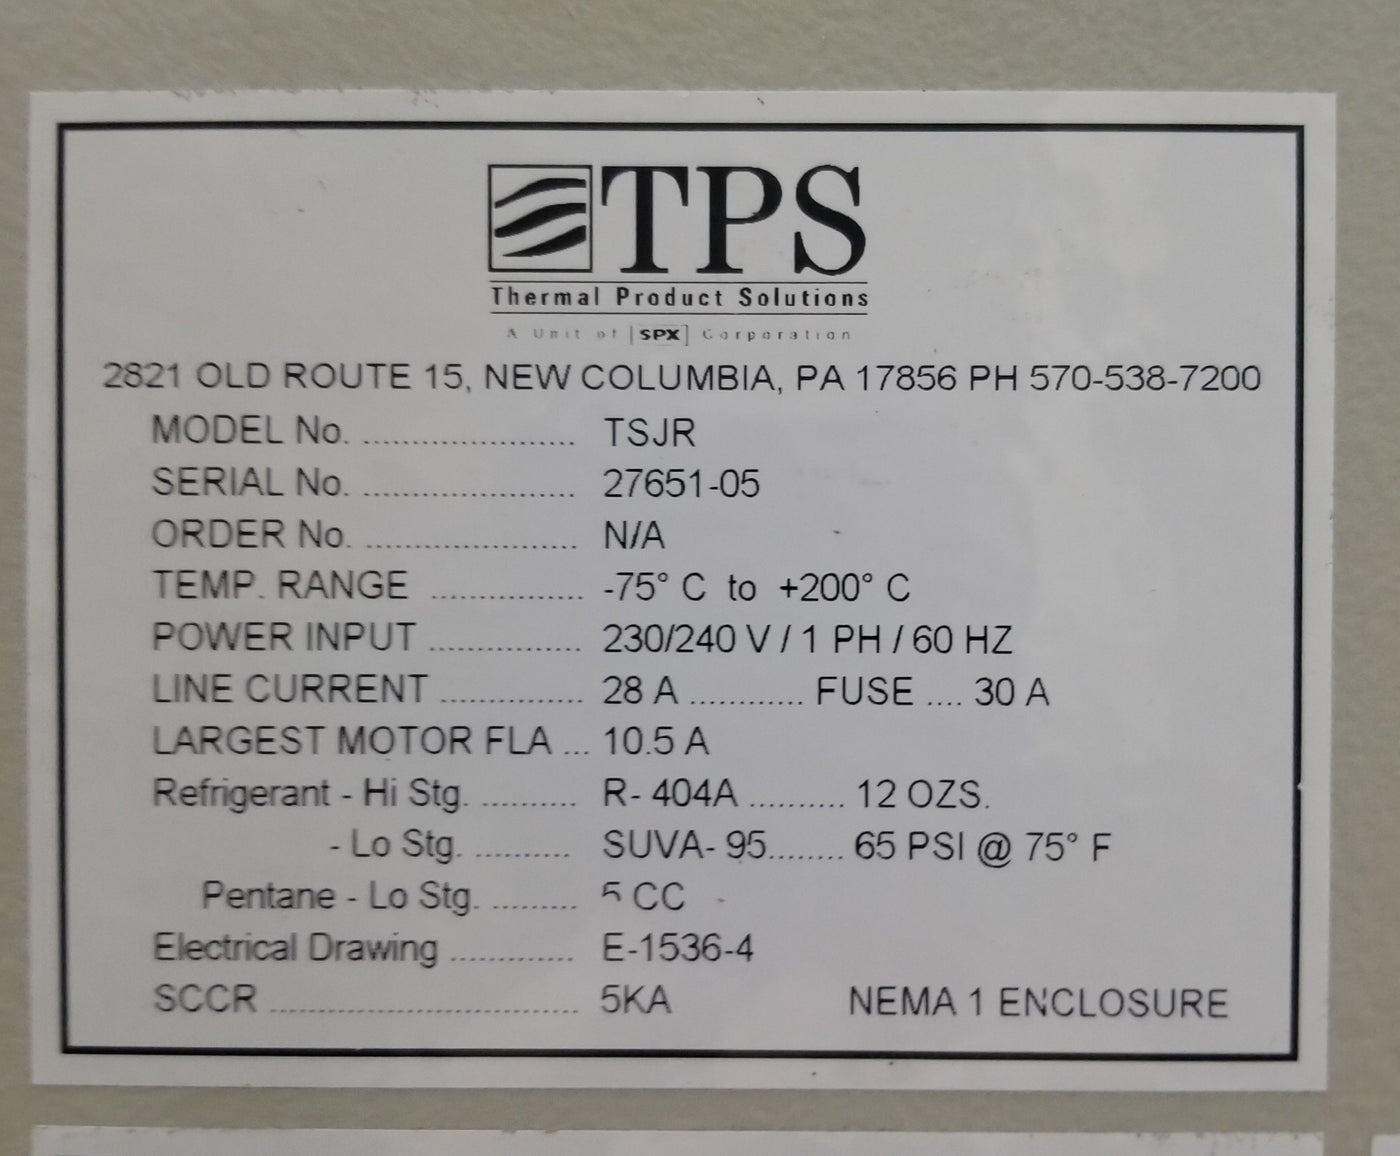 TPS
Thermal Product Solutions
A Unit of SPX Corporation
2821 OLD ROUTE 15, NEW COLUMBIA, PA 17856 PH 570-538-7200
MODEL No. ...................... TSJR
SERIAL No. ...................... 27651-05
ORDER No. ...................... N/A
TEMP. RANGE ................ -75° C to +200° C
POWER INPUT ................ 230/240 V / 1 PH / 60 HZ
LINE CURRENT ............... 28 A ............ FUSE .... 30 A
LARGEST MOTOR FLA ... 10.5 A
Refrigerant - Hi Stg. .......... R- 404A .......... 12 OZS.
- Lo Stg. .......... SUVA- 95........ 65 PSI @ 75° F
Pentane - Lo Stg. ......... 5 CC
Electrical Drawing ............. E-1536-4
SCCR ................................ 5KA NEMA 1 ENCLOSURE